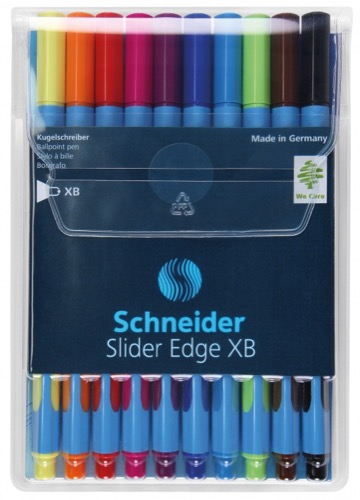 Kugelschreiber
Ballpoint pen
Stylo à bille
Bolígrafo
XB
Made in Germany
We Care
Schneider
Slider Edge XB